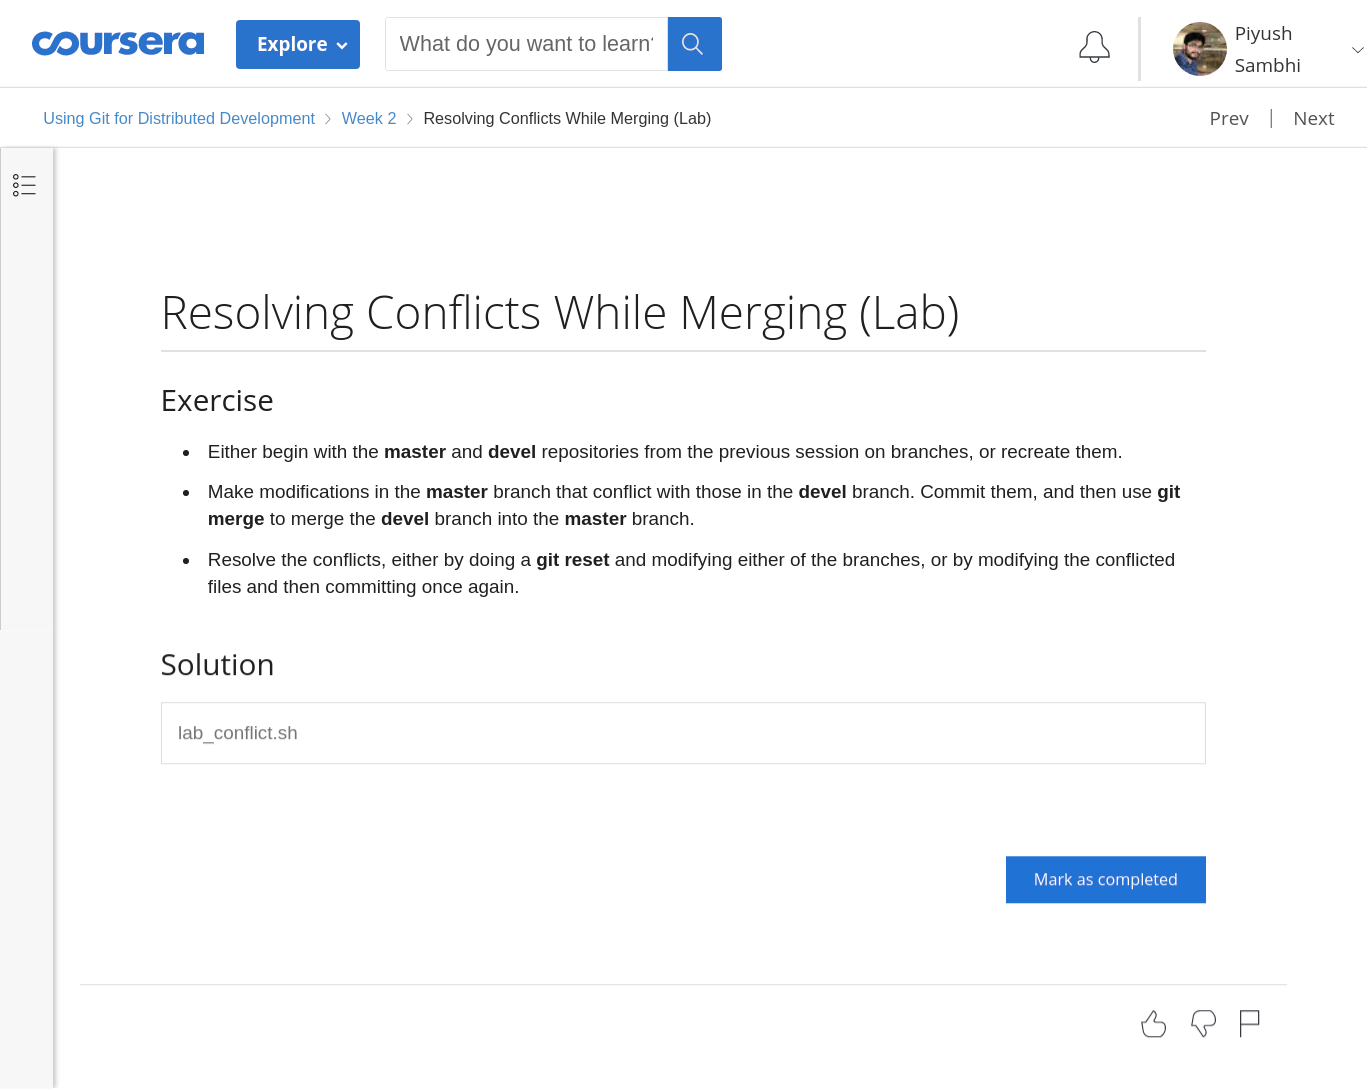 coursera
Explore
What do you want to learn?
Piyush
Sambhi
Using Git for Distributed Development
Week 2
Resolving Conflicts While Merging (Lab)
Prev
Next
Resolving Conflicts While Merging (Lab)
Exercise
Either begin with the master and devel repositories from the previous session on branches, or recreate them.
Make modifications in the master branch that conflict with those in the devel branch. Commit them, and then use git
merge to merge the devel branch into the master branch.
Resolve the conflicts, either by doing a git reset and modifying either of the branches, or by modifying the conflicted
files and then committing once again.
Solution
lab_conflict.sh
Mark as completed